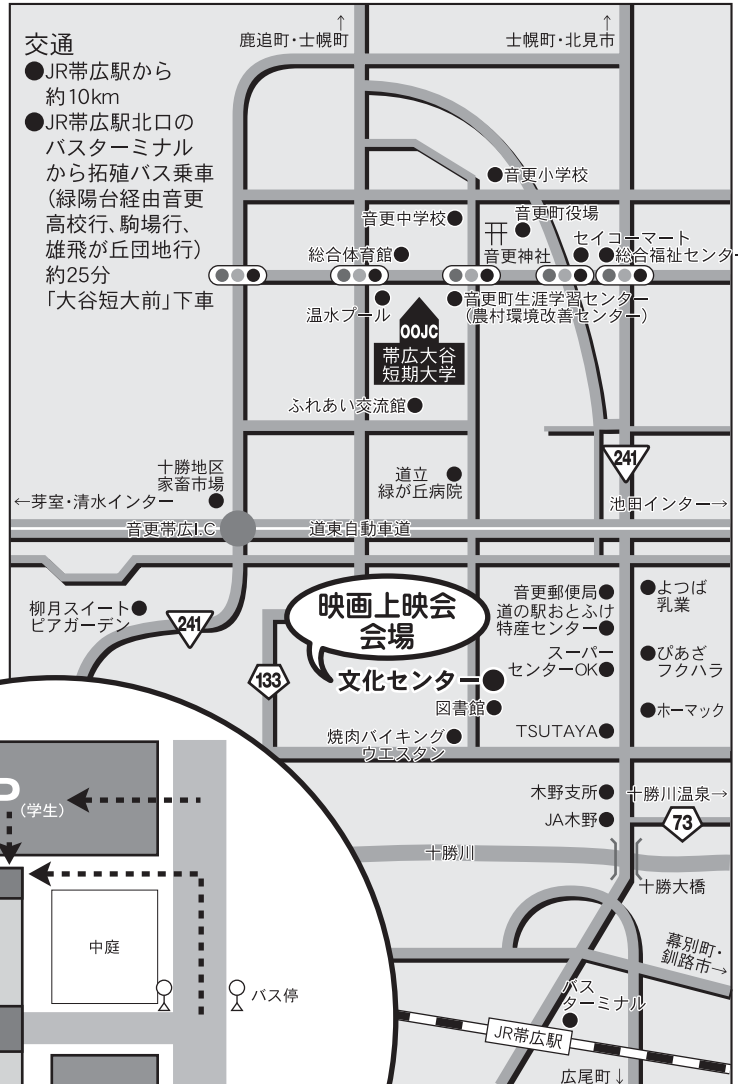 交通
●JR帯広駅から
約10km
●JR帯広駅北口の
バスターミナル
から拓殖バス乗車
(緑陽台経由音更
高校行、駒場行、
雄飛が丘団地行)
約25分
「大谷短大前」下車
↑
鹿追町・士幌町
↑
士幌町・北見市
音更小学校
音更中学校
音更町役場
音更神社
セイコーマート
総合体育館
総合福祉センタ
温水プール
音更町生涯学習センター
(農村環境改善センター)
OOJC
帯広大谷
短期大学
ふれあい交流館
241
十勝地区
家畜市場
道立
緑が丘病院
←芽室・清水インター
池田インター→
音更帯広I.C
道東自動車道
柳月スイート
ピアガーデン
241
映画上映会
会場
133
文化センター
図書館
焼肉バイキング
ウエスタン
音更郵便局
道の駅おとふけ
特産センター
スーパー
センターOK
TSUTAYA
よつば
乳業
ぴあざ
フクハラ
ホーマック
木野支所
十勝川温泉→
JA木野
73
十勝川
十勝大橋
幕別町・
釧路市→
バス
ターミナル
JR帯広駅
広尾町↓
P
(学生)
中庭
バス停